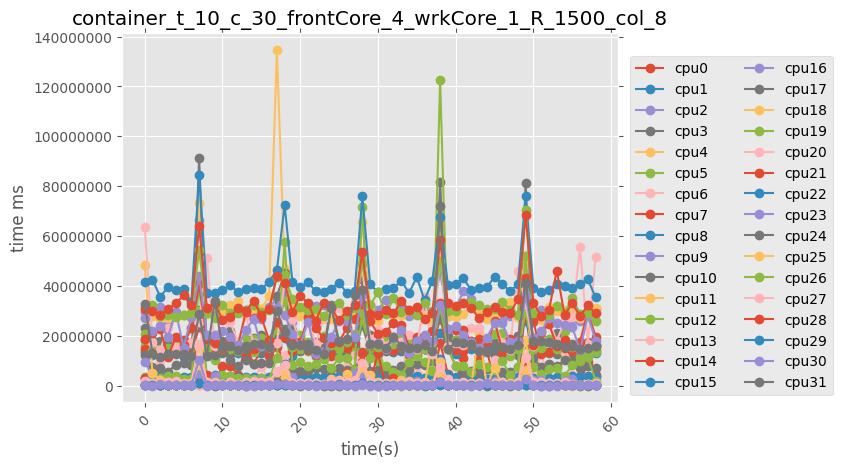 container_t_10_c_30_frontCore_4_wrkCore_1_R_1500_col_8
time ms
140000000
120000000
100000000
80000000
60000000
40000000
20000000
0
0
10
20
30
40
50
60
time(s)
cpu0
cpu1
cpu2
cpu3
cpu4
cpu5
cpu6
cpu7
cpu8
cpu9
cpu10
cpu11
cpu12
cpu13
cpu14
cpu15
cpu16
cpu17
cpu18
cpu19
cpu20
cpu21
cpu22
cpu23
cpu24
cpu25
cpu26
cpu27
cpu28
cpu29
cpu30
cpu31